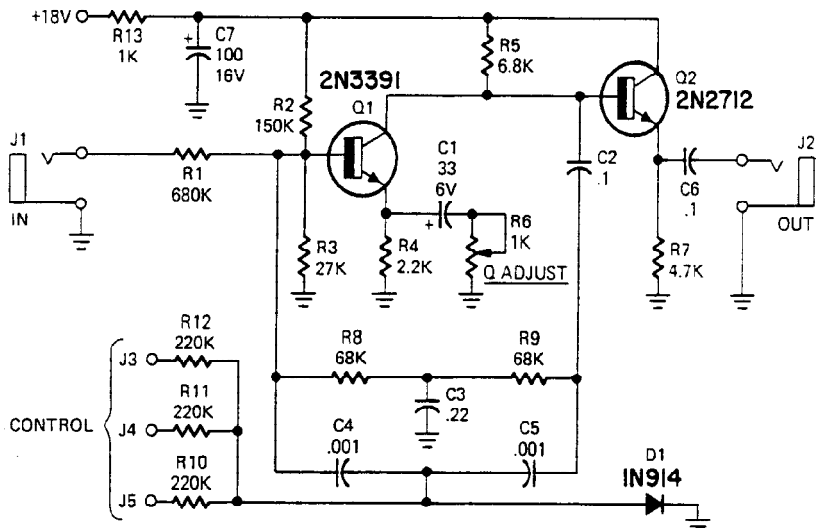 +18V
R13
1K
+
C7
100
16V
R5
6.8K
2N3391
Q1
Q2
2N2712
R2
150K
J1
IN
R1
680K
C1
33
6V
+
C2
.1
J2
OUT
C6
.1
R3
27K
R4
2.2K
R6
1K
Q ADJUST
R7
4.7K
R12
220K
J3
R8
68K
R9
68K
R11
220K
C3
.22
CONTROL
J4
C4
.001
C5
.001
R10
220K
J5
D1
1N914